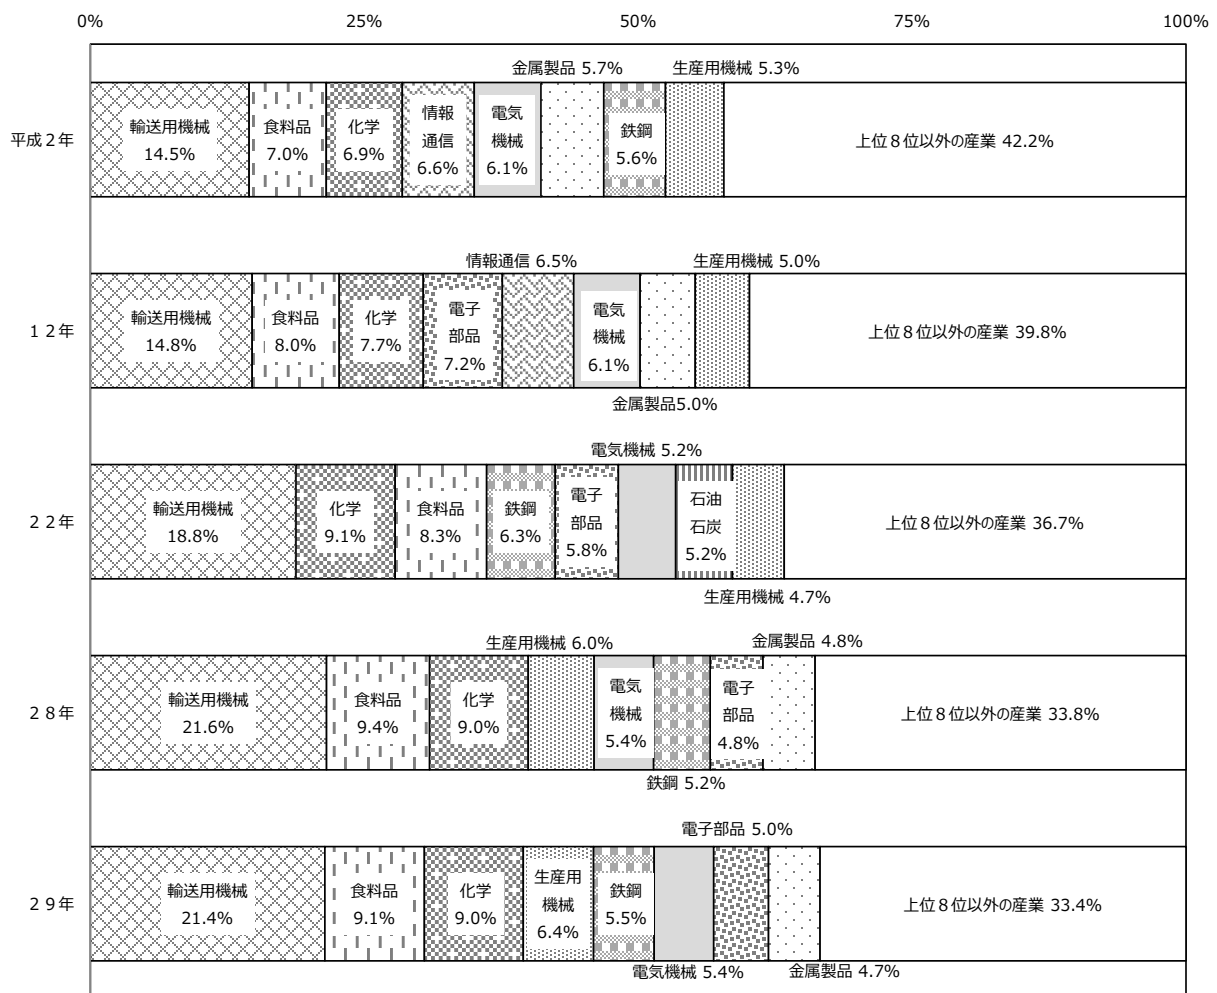 0%
25%
50%
75%
100%
金属製品 5.7%
生産用機械 5.3%
平成２年
輸送用機械
14.5%
食料品
7.0%
化学
6.9%
情報
通信
6.6%
電気
機械
6.1%
鉄鋼
5.6%
上位８位以外の産業 42.2%
情報通信 6.5%
生産用機械 5.0%
１２年
輸送用機械
14.8%
食料品
8.0%
化学
7.7%
電子
部品
7.2%
電気
機械
6.1%
上位８位以外の産業 39.8%
金属製品5.0%
電気機械 5.2%
２２年
輸送用機械
18.8%
化学
9.1%
食料品
8.3%
鉄鋼
6.3%
電子
部品
5.8%
石油
石炭
5.2%
上位８位以外の産業 36.7%
生産用機械 4.7%
生産用機械 6.0%
金属製品 4.8%
２８年
輸送用機械
21.6%
食料品
9.4%
化学
9.0%
電気
機械
5.4%
電子
部品
4.8%
上位８位以外の産業 33.8%
鉄鋼 5.2%
電子部品 5.0%
２９年
輸送用機械
21.4%
食料品
9.1%
化学
9.0%
生産用
機械
6.4%
鉄鋼
5.5%
上位８位以外の産業 33.4%
電気機械 5.4%
金属製品 4.7%